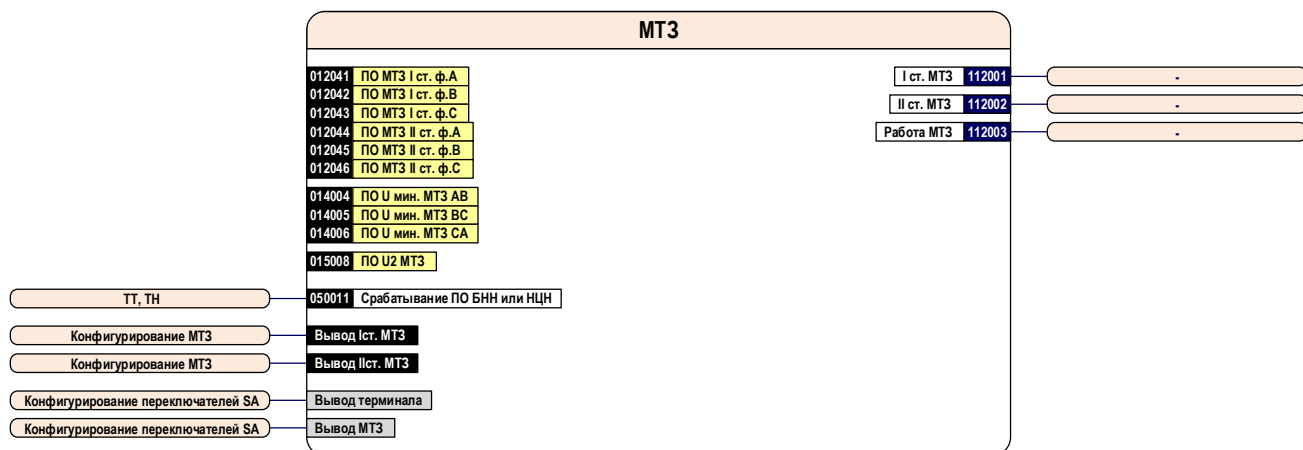 МТЗ
012041 ПО МТЗ I ст. ф.А
012042 ПО МТЗ I ст. ф.В
012043 ПО МТЗ I ст. ф.С
012044 ПО МТЗ II ст. ф.А
012045 ПО МТЗ II ст. ф.В
012046 ПО МТЗ II ст. ф.С
014004 ПО U мин. МТЗ АВ
014005 ПО U мин. МТЗ ВС
014006 ПО U мин. МТЗ СА
015008 ПО U2 МТЗ
ТТ, ТН 050011 Срабатывание ПО БНН или НЦН
Конфигурирование МТЗ Вывод Iст. МТЗ
Конфигурирование МТЗ Вывод IIст. МТЗ
Конфигурирование переключателей SA Вывод терминала
Конфигурирование переключателей SA Вывод МТЗ
I ст. МТЗ 112001 -
II ст. МТЗ 112002 -
Работа МТЗ 112003 -